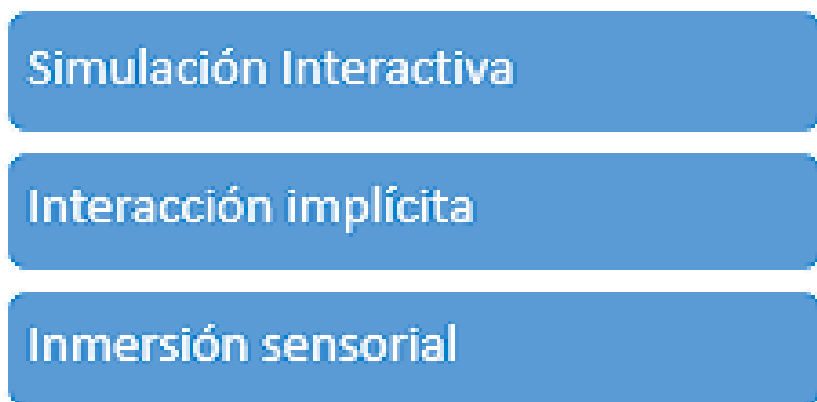 Simulación Interactiva
Interacción implícita
Inmersión sensorial